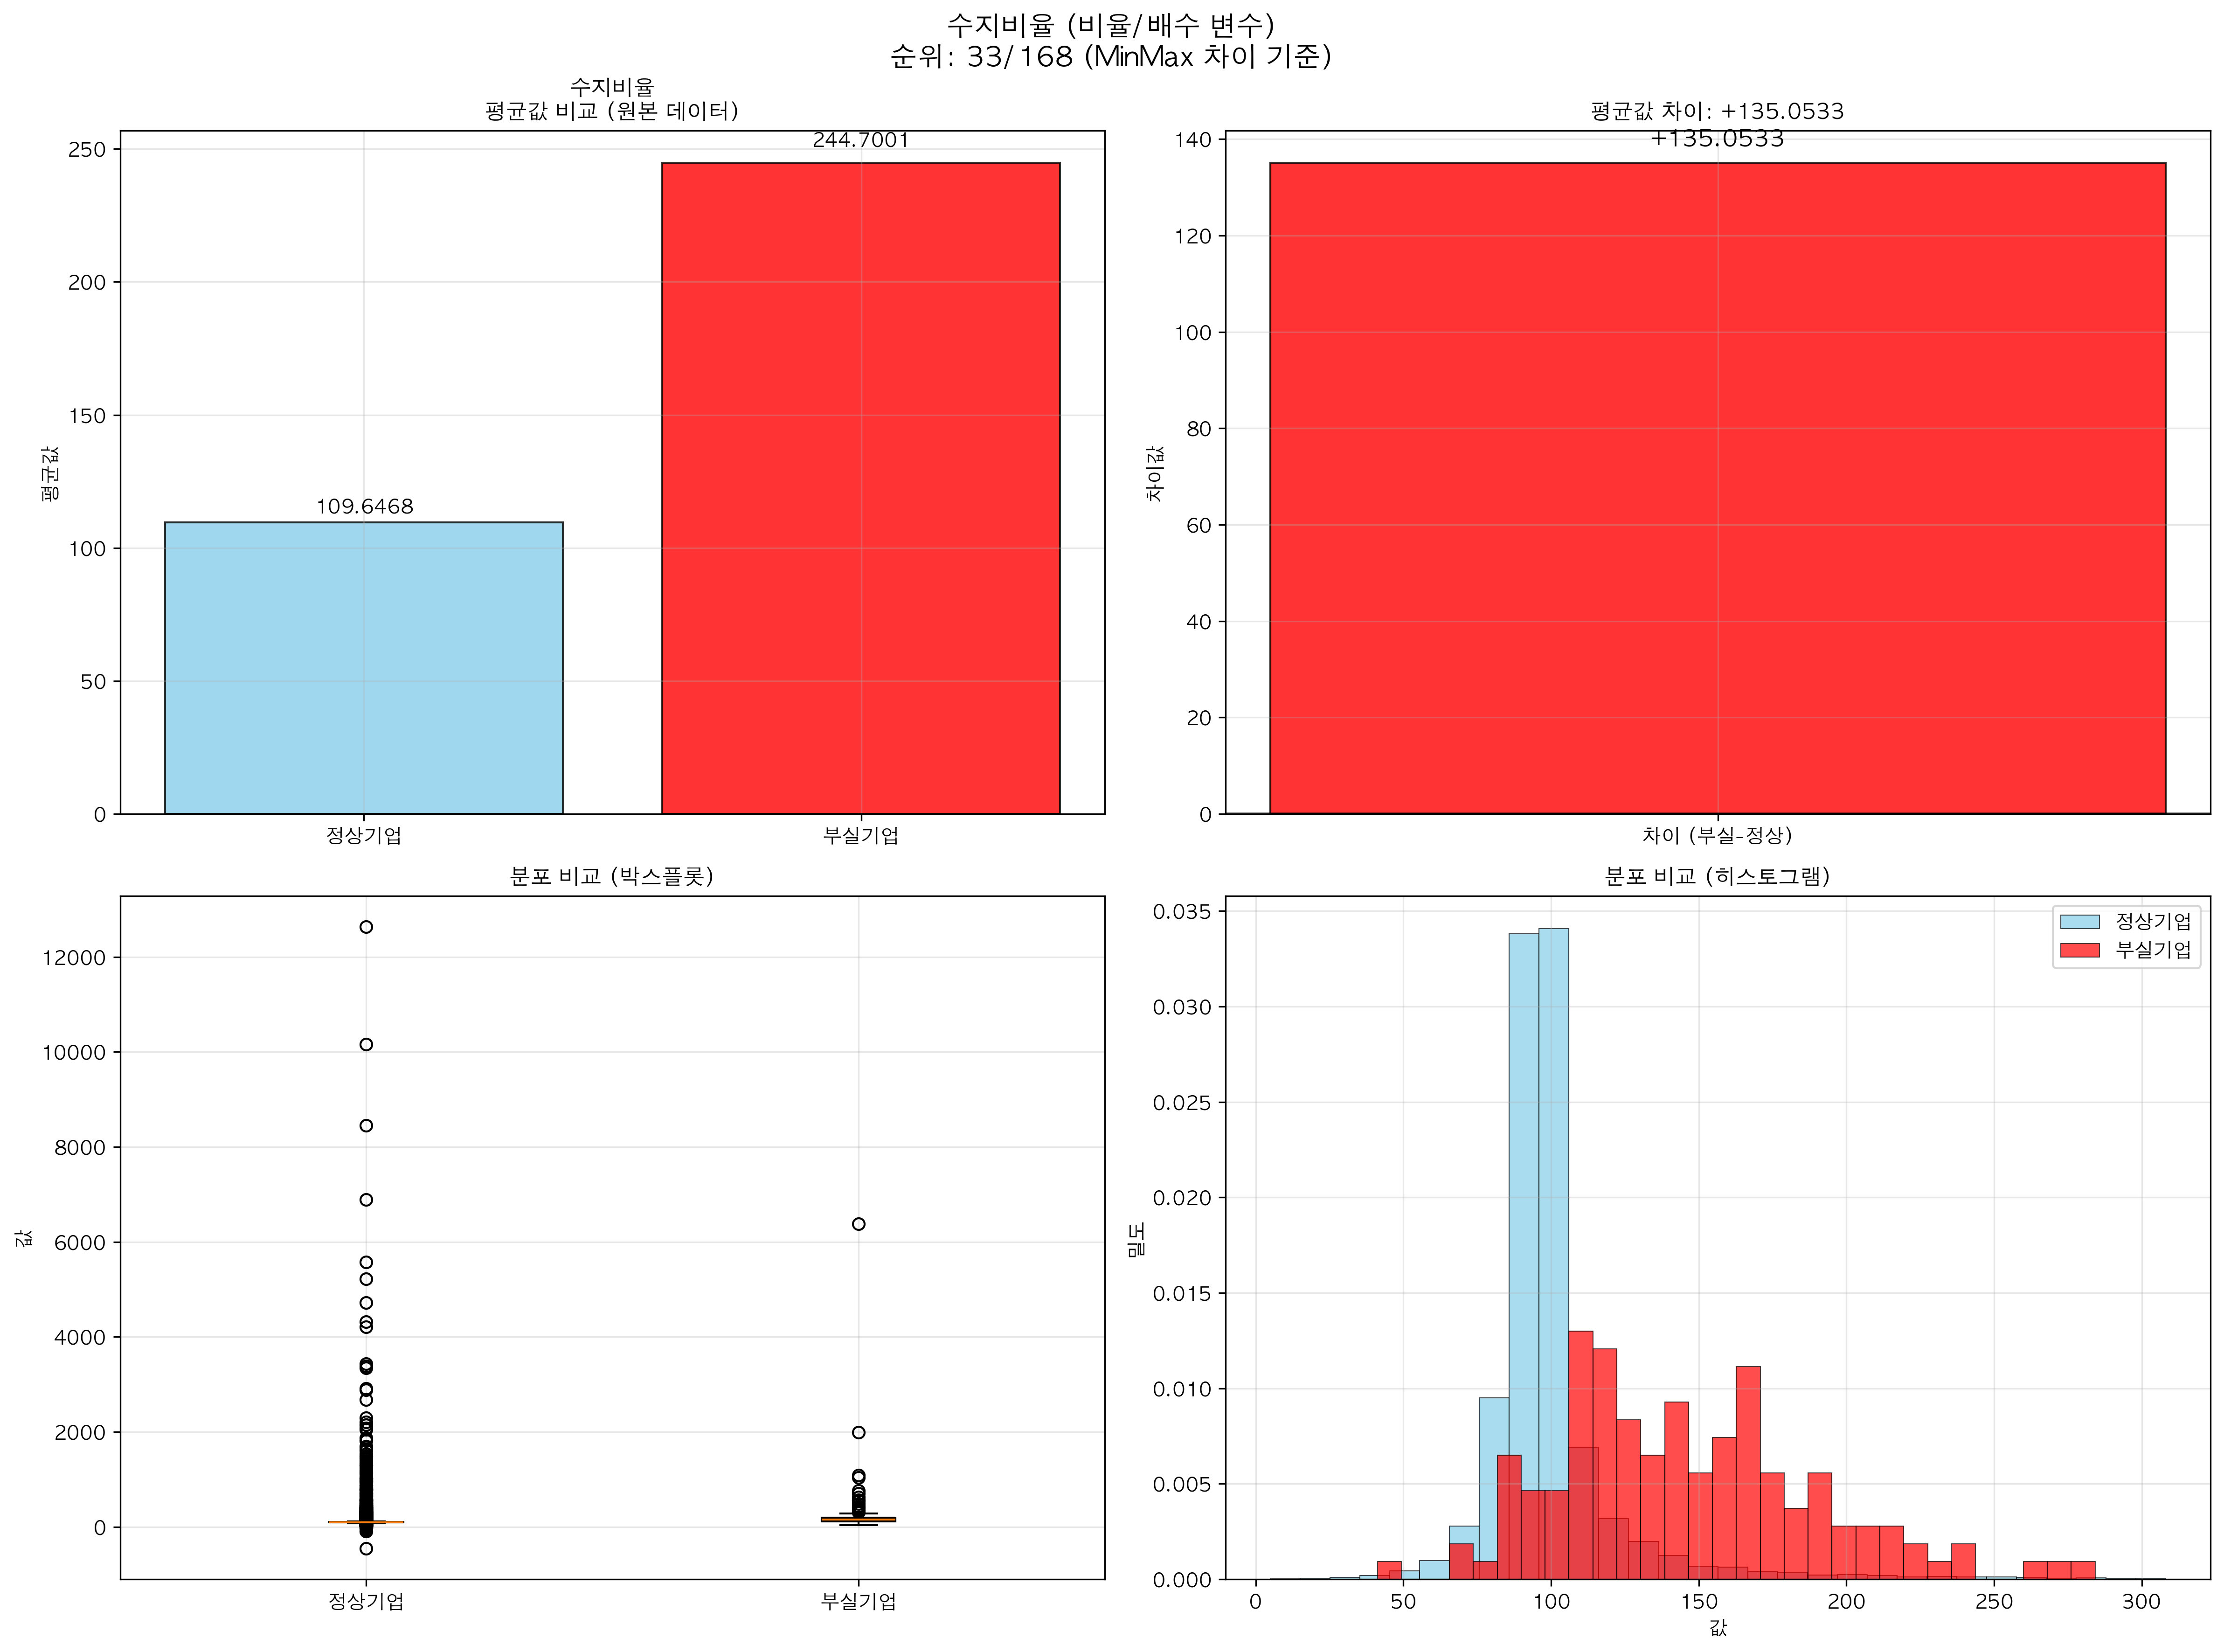 수지비율 (비율/배수 변수)
순위: 33/168 (MinMax 차이 기준)
수지비율
평균값 비교 (원본 데이터)
250
200
150
100
50
0
평균값
109.6468
244.7001
정상기업
부실기업
평균값 차이: +135.0533
+135.0533
140
120
100
80
60
40
20
0
차이값
차이 (부실-정상)
분포 비교 (박스플롯)
12000
10000
8000
6000
4000
2000
0
값
정상기업
부실기업
분포 비교 (히스토그램)
정상기업
부실기업
0.035
0.030
0.025
0.020
0.015
0.010
0.005
0.000
밀도
0
50
100
150
200
250
300
값